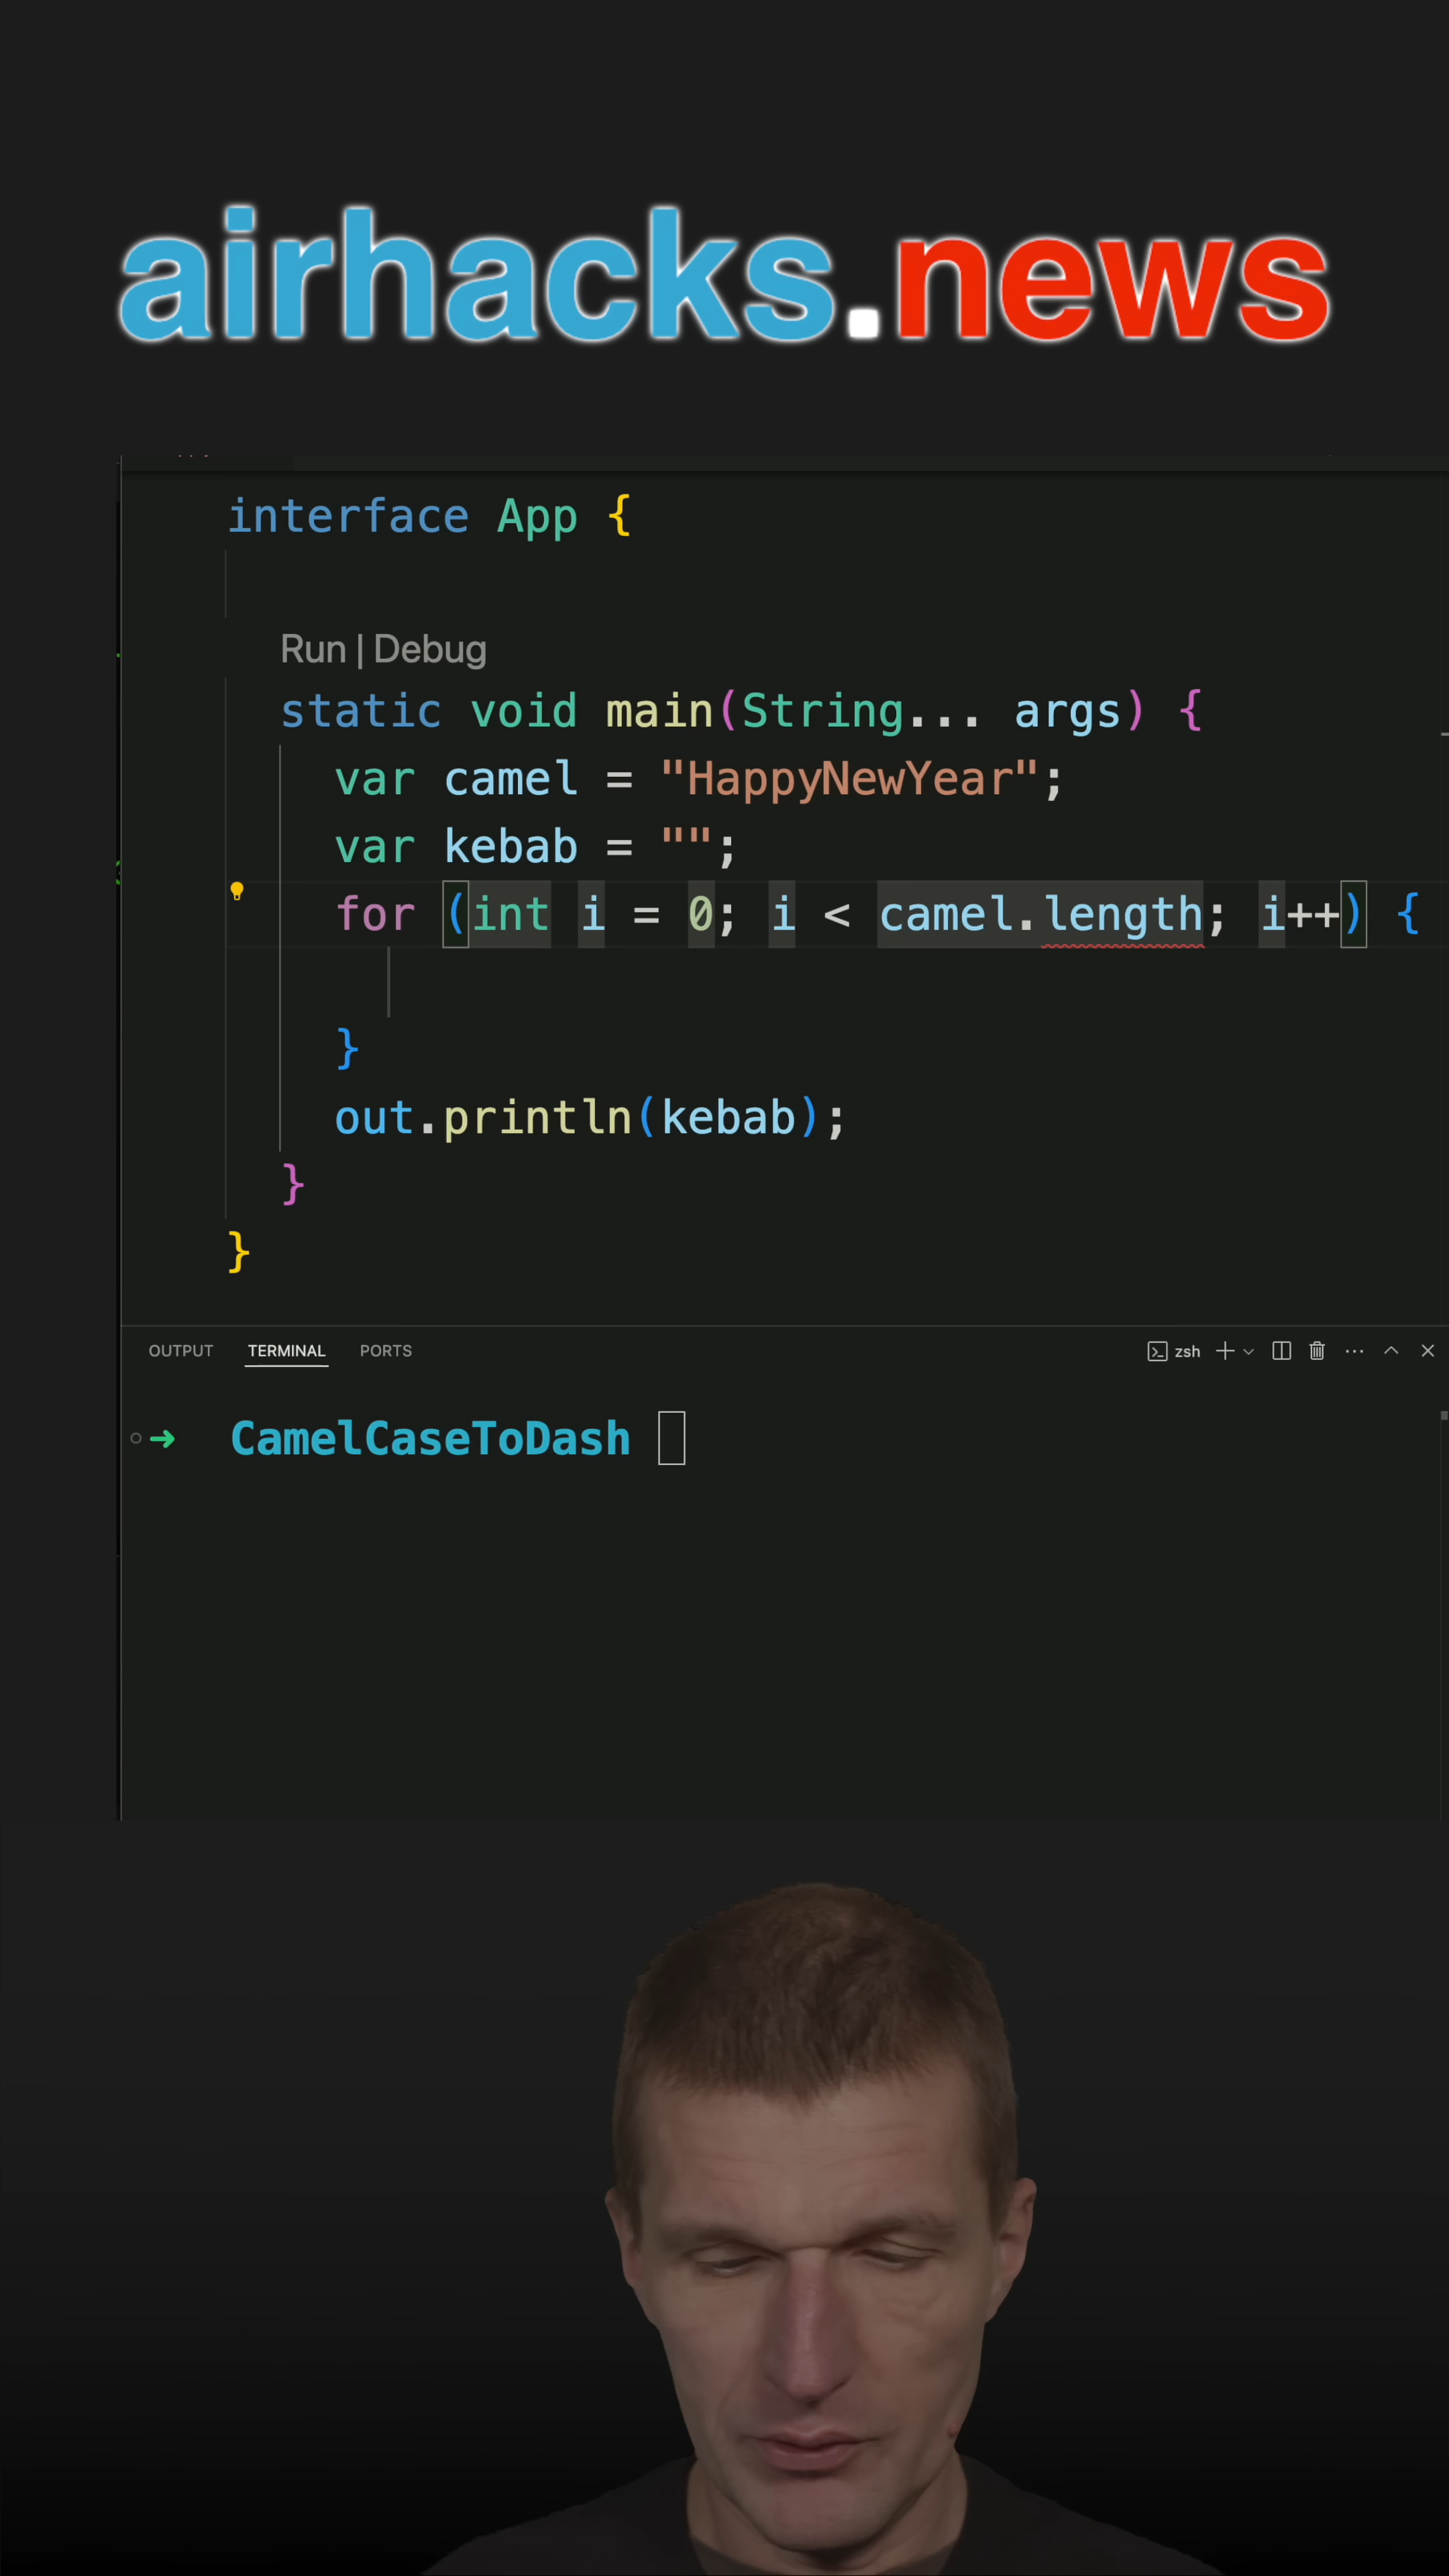 airhacks.news
interface App {
Run | Debug
static void main(String... args) {
var camel = "HappyNewYear";
var kebab = "";
for (int i = 0; i < camel.length; i++) {
}
out.println(kebab);
}
}
OUTPUT TERMINAL PORTS zsh
CamelCaseToDash